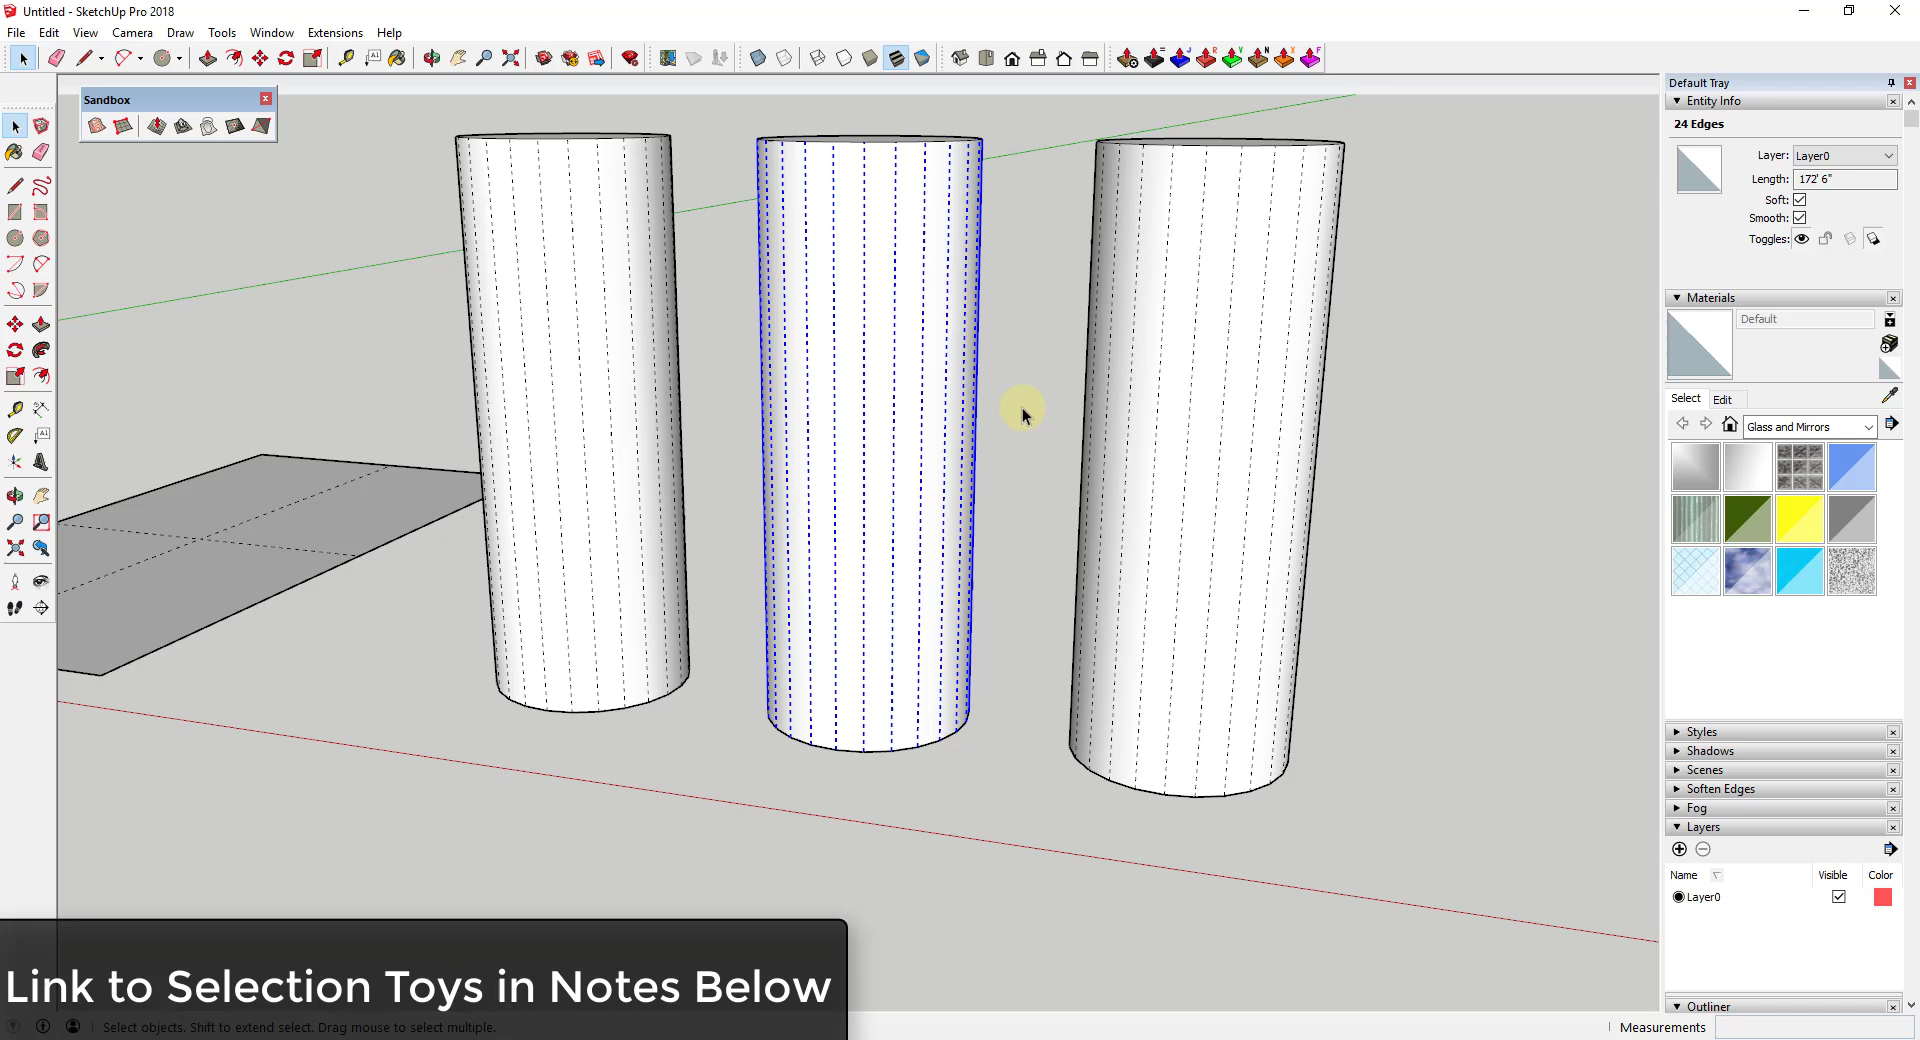 Untitled - SketchUp Pro 2018
File Edit View Camera Draw Tools Window Extensions Help
Sandbox
Default Tray
Entity Info
24 Edges
Layer: Layer0
Length: 172' 6"
Soft:
Smooth:
Toggles:
Materials
Default
Select Edit
Glass and Mirrors
Styles
Shadows
Scenes
Soften Edges
Fog
Layers
Name Visible Color
Layer0
Outliner
Link to Selection Toys in Notes Below
Select objects. Shift to extend select. Drag mouse to select multiple.
Measurements